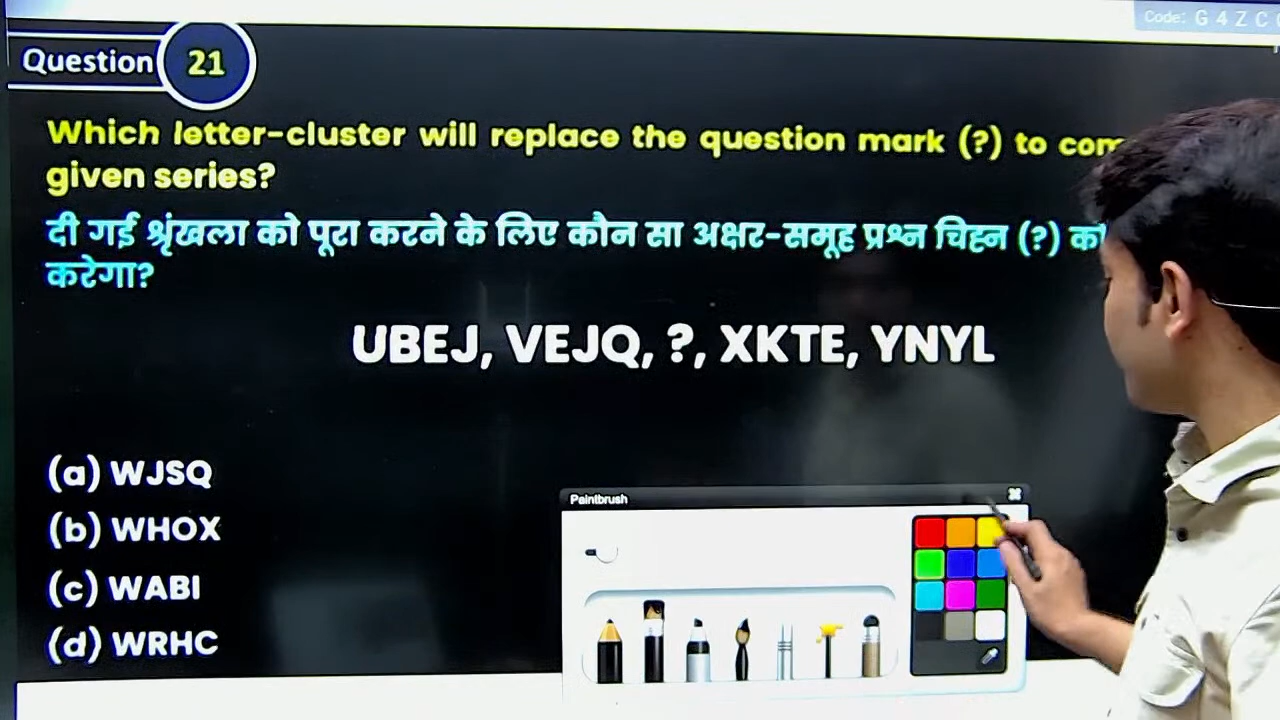 Code: G 4 Z C
Question 21
Which letter-cluster will replace the question mark (?) to
given series?
दी गई श्रृंखला को पूरा करने के लिए कौन सा अक्षर-समूह प्रश्न चिह्न (?)
करेगा?
UBEJ, VEJQ, ?, XKTE, YNYL
(a) WJSQ
(b) WHOX
(c) WABI
(d) WRHC
Paintbrush